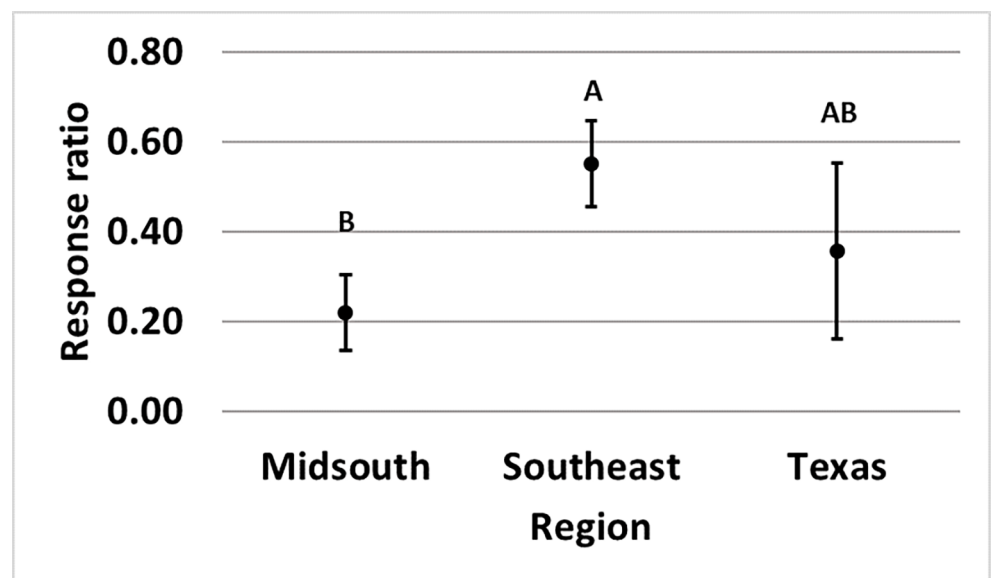 0.80
0.60
0.40
0.20
0.00
Response ratio
B
A
AB
Midsouth
Southeast
Texas
Region